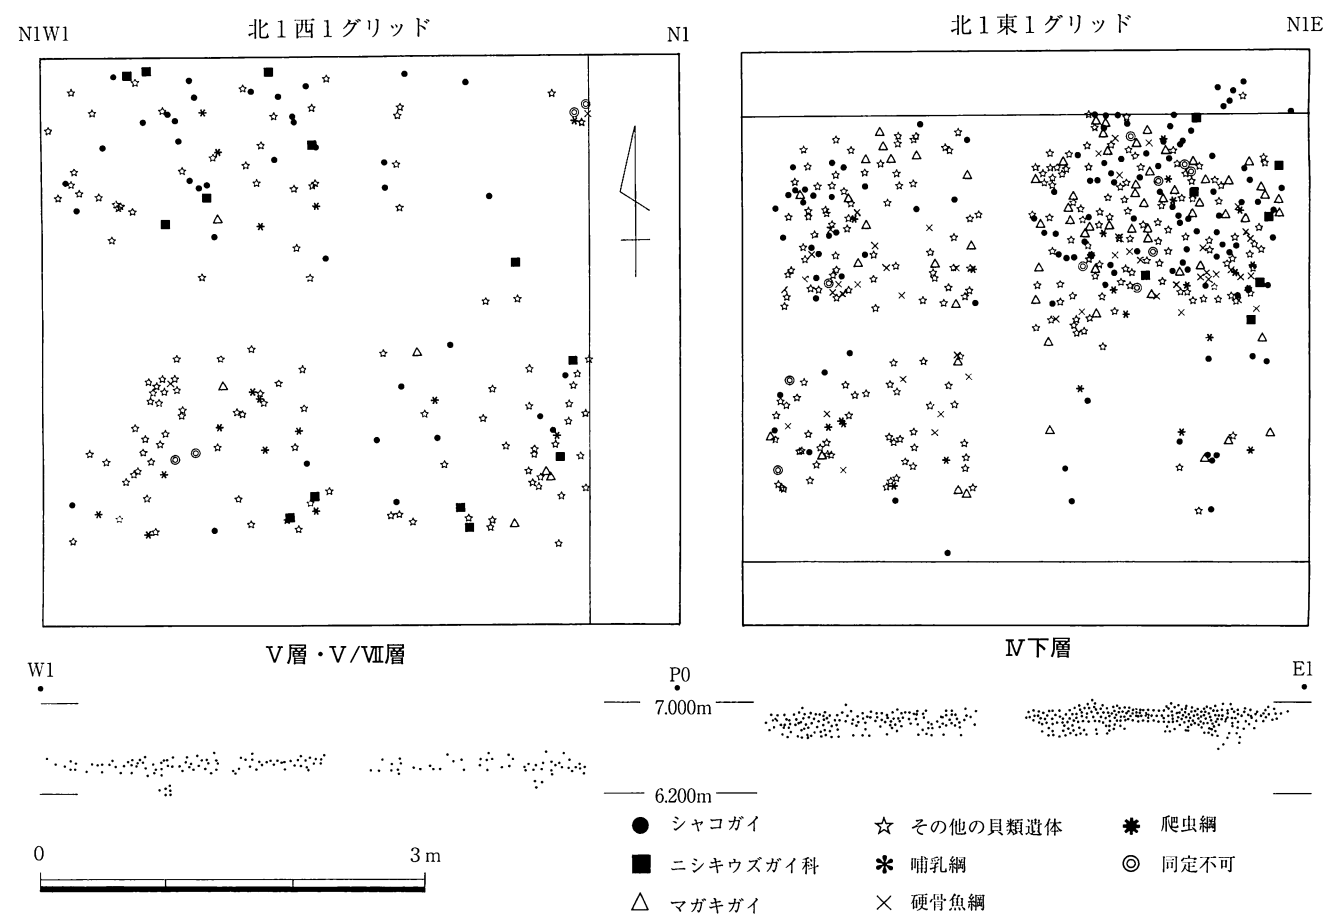 北1西1グリッド
北1東1グリッド
N1W1
N1
N1E
Ⅴ層・Ⅴ/Ⅶ層
Ⅳ下層
W1
P0
E1
7.000m
6.200m
0 3m
シャコガイ
ニシキウズガイ科
マガキガイ
その他の貝類遺体
哺乳綱
硬骨魚綱
爬虫綱
同定不可